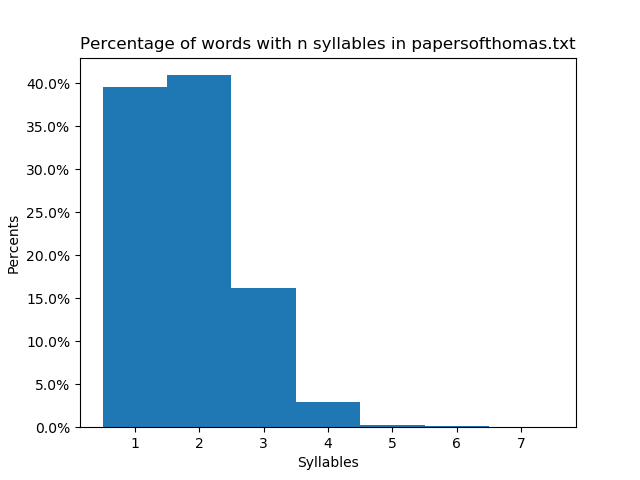 Percentage of words with n syllables in papersofthomas.txt
40.0%
35.0%
30.0%
25.0%
20.0%
15.0%
10.0%
5.0%
0.0%
Percents
1 2 3 4 5 6 7
Syllables